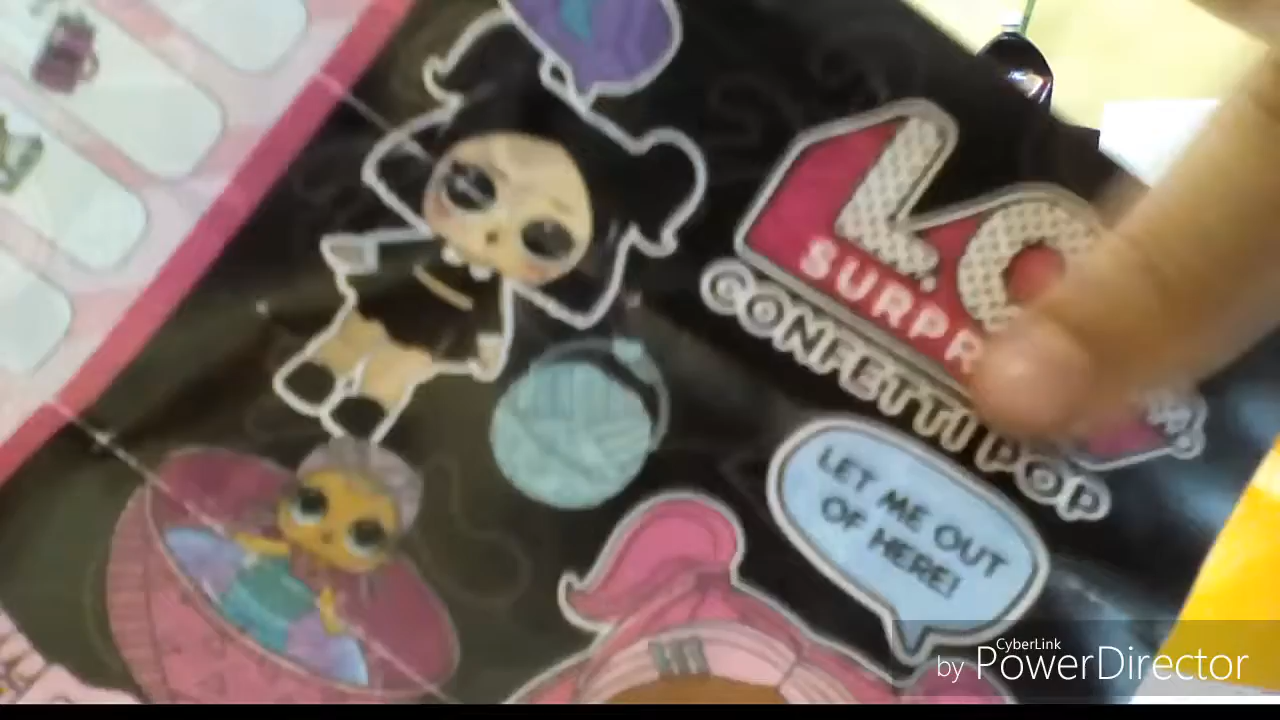 L.O.
SURPR
CONFETTI POP
LET ME OUT
OF HERE!
CyberLink
by PowerDirector